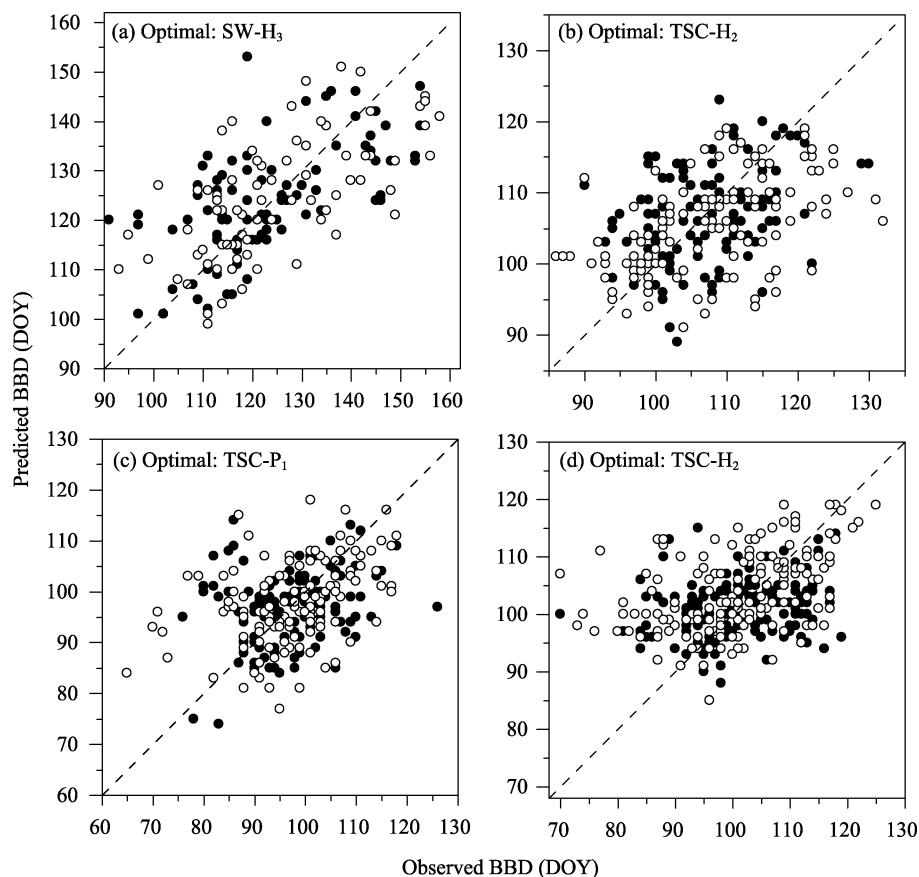 (a) Optimal: SW-H₃
160
150
140
130
120
110
100
90
90 100 110 120 130 140 150 160
(b) Optimal: TSC-H₂
130
120
110
100
90
90 100 110 120 130
Predicted BBD (DOY)
(c) Optimal: TSC-P₁
130
120
110
100
90
80
70
60
60 70 80 90 100 110 120 130
(d) Optimal: TSC-H₂
130
120
110
100
90
80
70
70 80 90 100 110 120 130
Observed BBD (DOY)